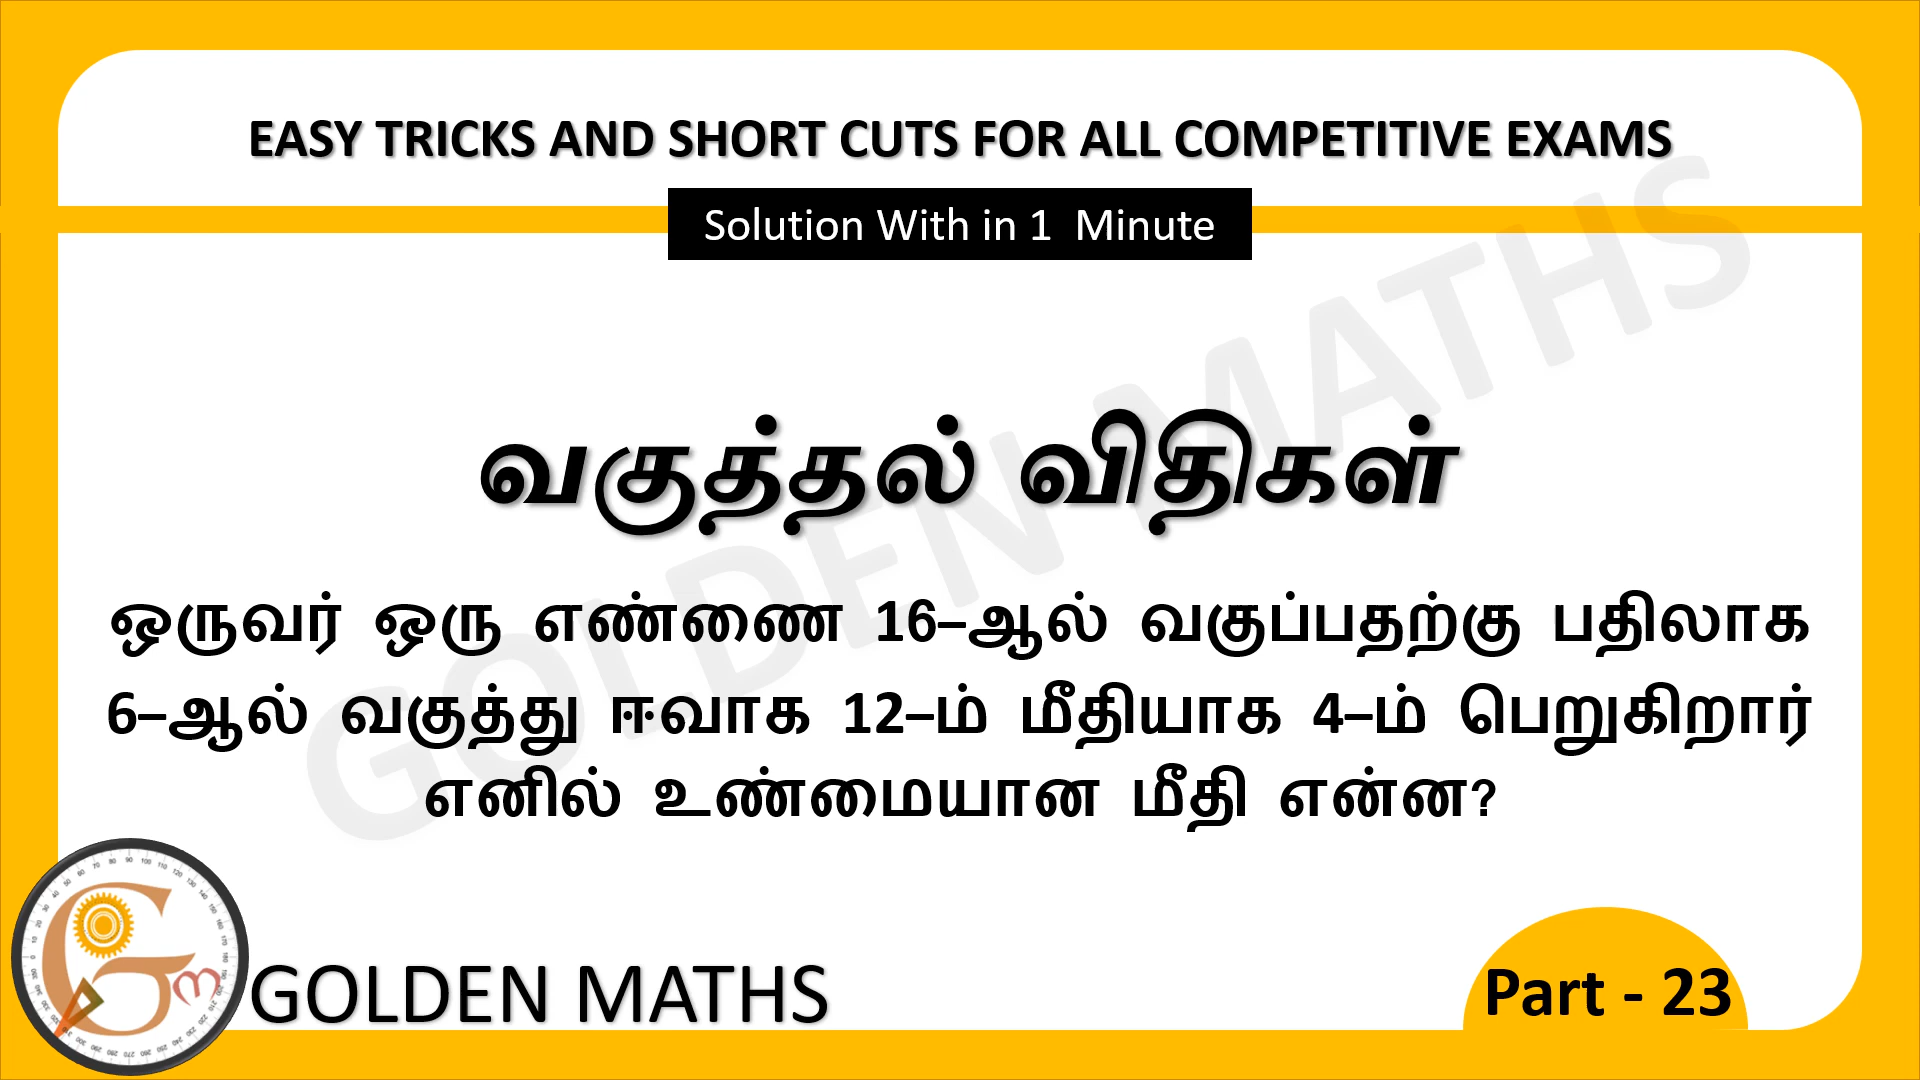 EASY TRICKS AND SHORT CUTS FOR ALL COMPETITIVE EXAMS
Solution With in 1 Minute
GOLDEN MATHS
வகுத்தல் விதிகள்
ஒருவர் ஒரு எண்ணை 16–ஆல் வகுப்பதற்கு பதிலாக
6–ஆல் வகுத்து ஈவாக 12–ம் மீதியாக 4–ம் பெறுகிறார்
எனில் உண்மையான மீதி என்ன?
GOLDEN MATHS
Part - 23